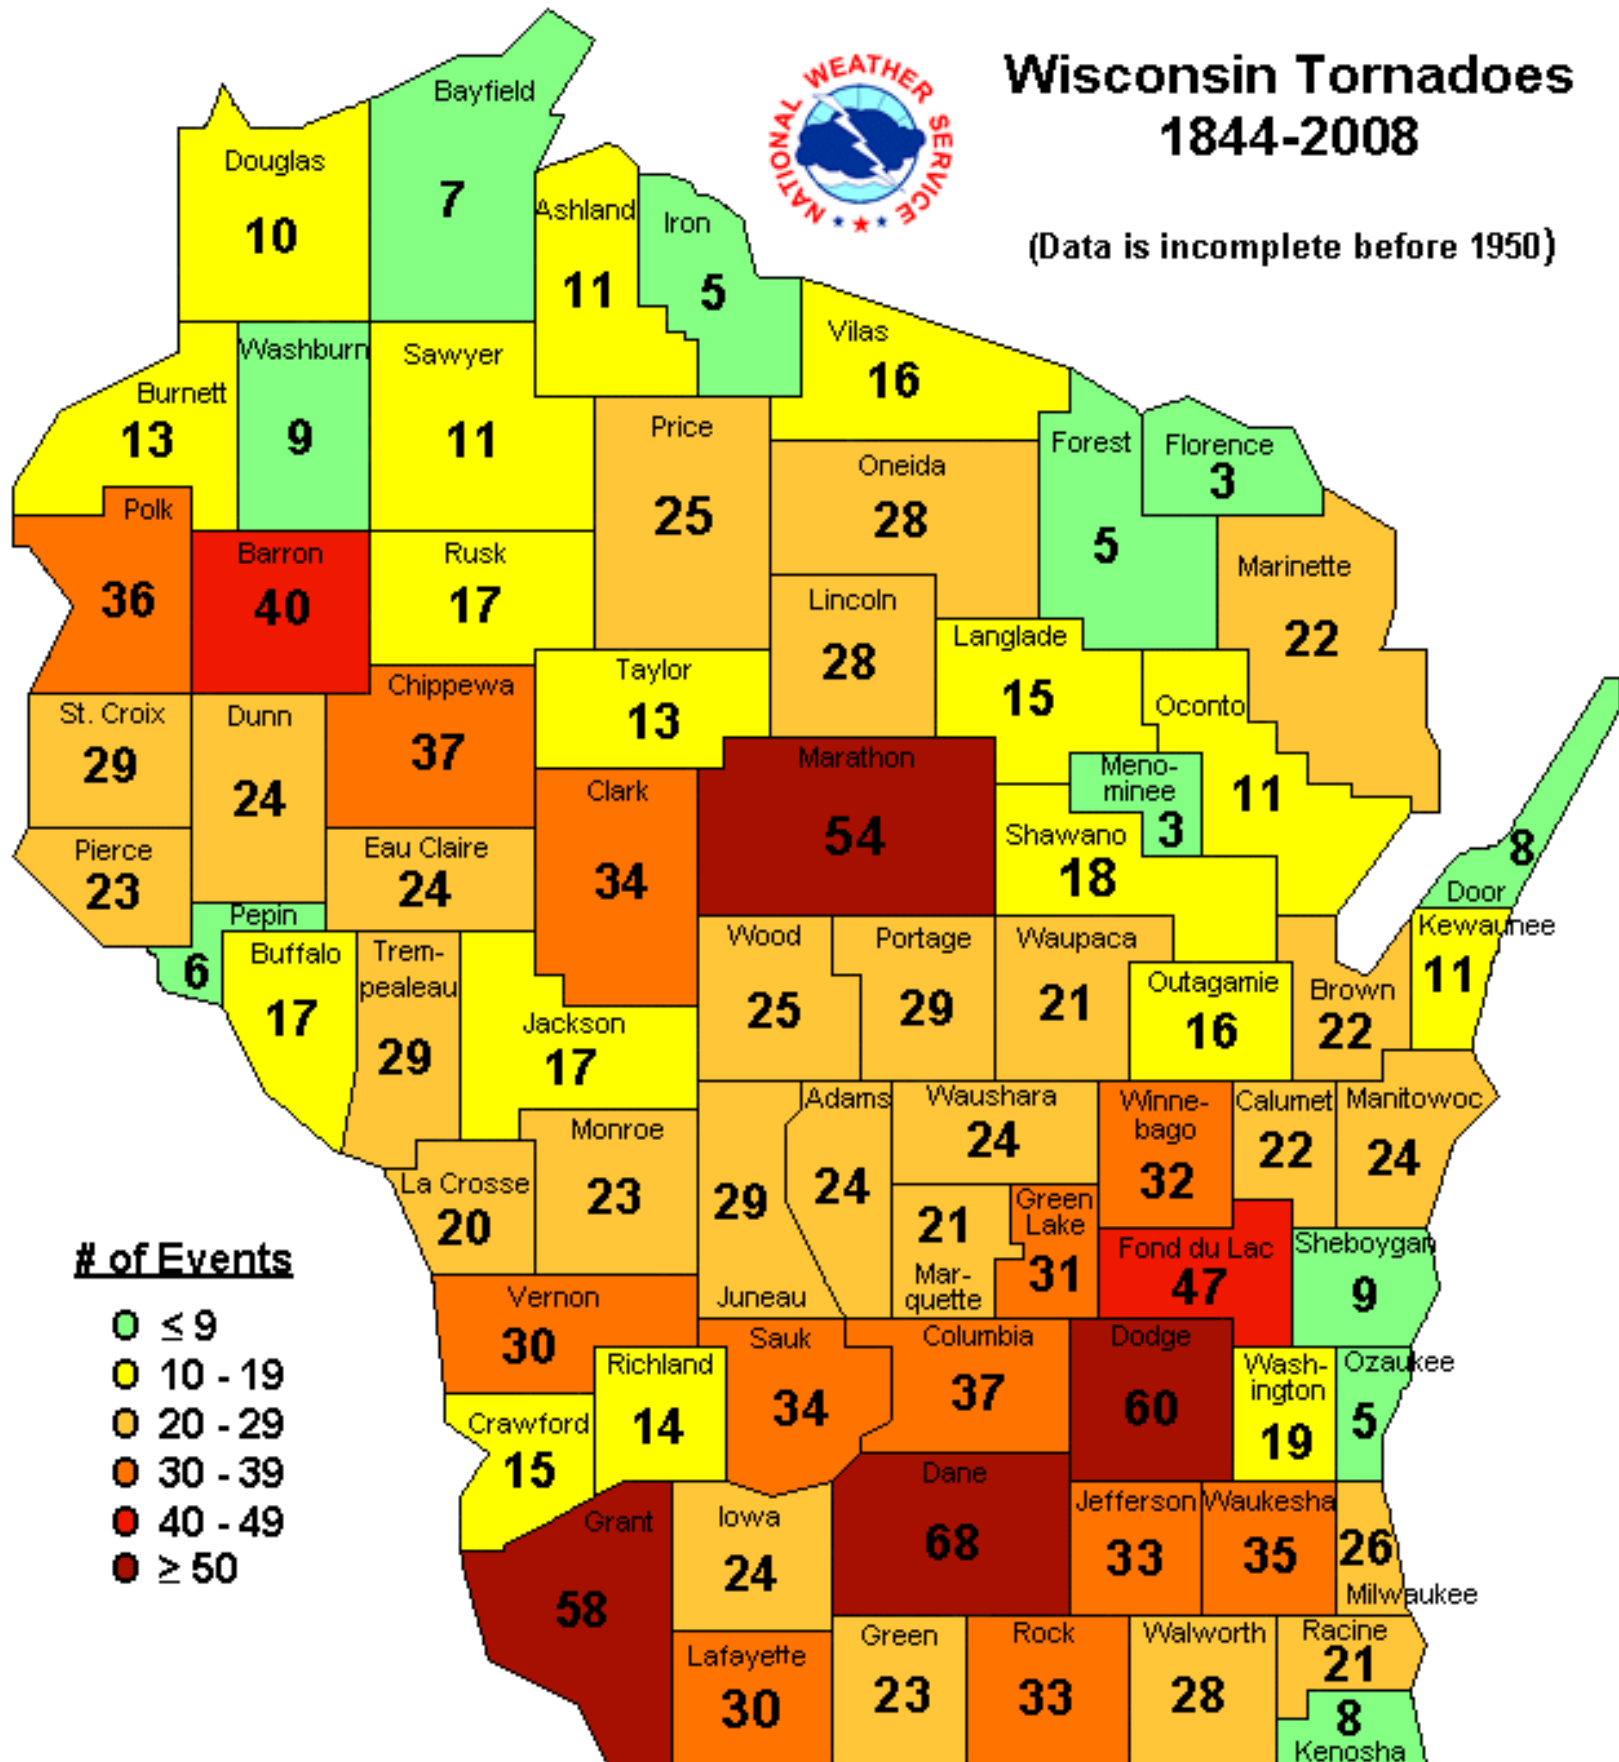 Wisconsin Tornadoes
1844-2008
(Data is incomplete before 1950)
NATIONAL WEATHER SERVICE
Bayfield
7
Douglas
10
Ashland
11
Iron
5
Vilas
16
Washburn
9
Sawyer
11
Burnett
13
Price
25
Oneida
28
Forest
5
Florence
3
Polk
36
Barron
40
Rusk
17
Lincoln
28
Marinette
22
Langlade
15
Taylor
13
Chippewa
37
St. Croix
29
Dunn
24
Oconto
11
Marathon
54
Meno-
minee
3
Clark
34
Shawano
18
Pierce
23
Eau Claire
24
8
Door
Pepin
6
Kewaunee
11
Buffalo
17
Trem-
pealeau
29
Wood
25
Portage
29
Waupaca
21
Outagamie
16
Brown
22
Jackson
17
Adams
24
Waushara
24
Winne-
bago
32
Calumet
22
Manitowoc
24
Monroe
23
La Crosse
20
29
Juneau
21
Mar-
quette
Green
Lake
31
Fond du Lac
47
Sheboygan
9
Vernon
30
Richland
14
Sauk
34
Columbia
37
Dodge
60
Wash-
ington
19
Ozaukee
5
Crawford
15
Grant
58
Iowa
24
Dane
68
Jefferson
33
Waukesha
35
26
Milwaukee
Lafayette
30
Green
23
Rock
33
Walworth
28
Racine
21
8
Kenosha
# of Events
≤ 9
10 - 19
20 - 29
30 - 39
40 - 49
≥ 50